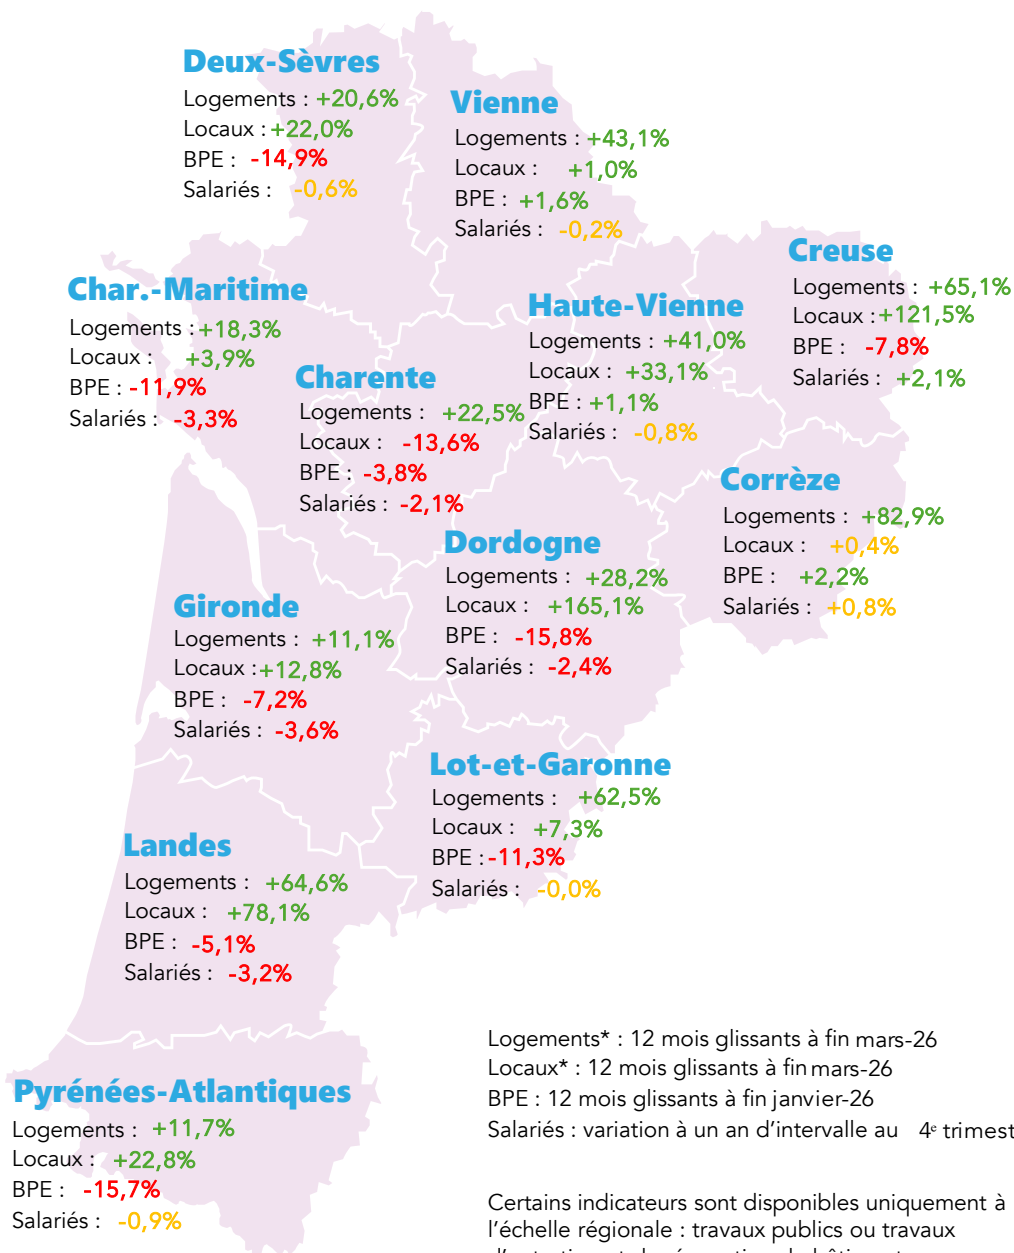 Deux-Sèvres
Logements : +20,6%
Locaux : +22,0%
BPE : -14,9%
Salariés : -0,6%
Vienne
Logements : +43,1%
Locaux : +1,0%
BPE : +1,6%
Salariés : -0,2%
Creuse
Logements : +65,1%
Locaux : +121,5%
BPE : -7,8%
Salariés : +2,1%
Char.-Maritime
Logements : +18,3%
Locaux : +3,9%
BPE : -11,9%
Salariés : -3,3%
Haute-Vienne
Logements : +41,0%
Locaux : +33,1%
BPE : +1,1%
Salariés : -0,8%
Charente
Logements : +22,5%
Locaux : -13,6%
BPE : -3,8%
Salariés : -2,1%
Corrèze
Logements : +82,9%
Locaux : +0,4%
BPE : +2,2%
Salariés : +0,8%
Dordogne
Logements : +28,2%
Locaux : +165,1%
BPE : -15,8%
Salariés : -2,4%
Gironde
Logements : +11,1%
Locaux : +12,8%
BPE : -7,2%
Salariés : -3,6%
Lot-et-Garonne
Logements : +62,5%
Locaux : +7,3%
BPE : -11,3%
Salariés : -0,0%
Landes
Logements : +64,6%
Locaux : +78,1%
BPE : -5,1%
Salariés : -3,2%
Pyrénées-Atlantiques
Logements : +11,7%
Locaux : +22,8%
BPE : -15,7%
Salariés : -0,9%
Logements* : 12 mois glissants à fin mars-26
Locaux* : 12 mois glissants à fin mars-26
BPE : 12 mois glissants à fin janvier-26
Salariés : variation à un an d'intervalle au 4e trimest
Certains indicateurs sont disponibles uniquement à
l'échelle régionale : travaux publics ou travaux